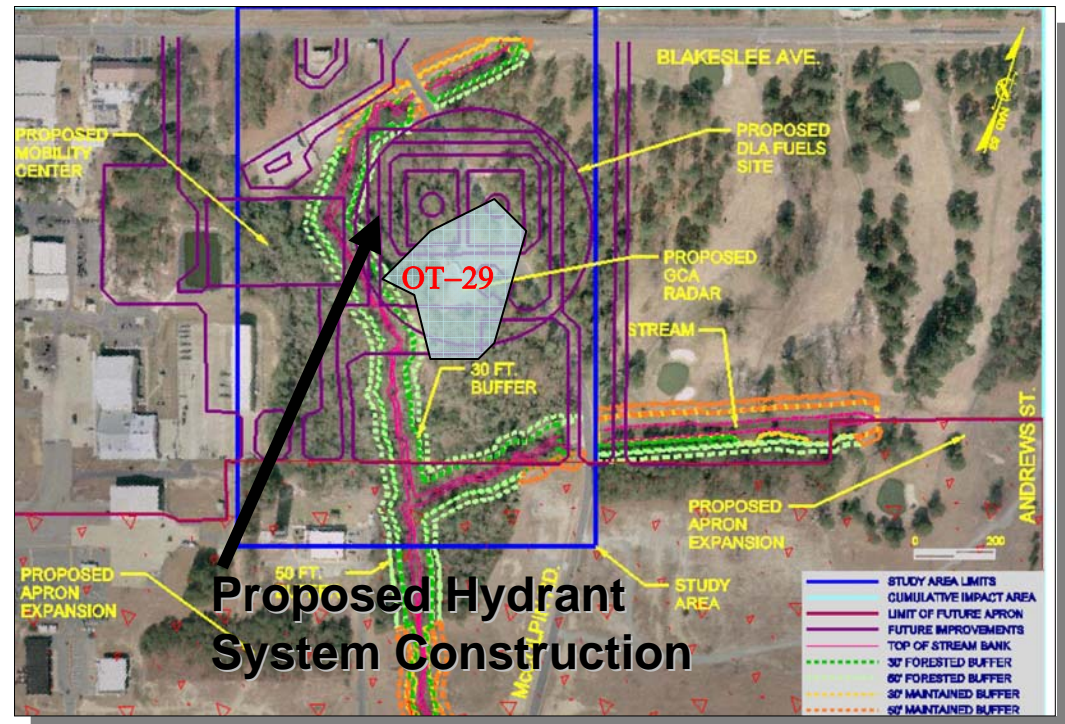 BLAKESLEE AVE.
PROPOSED
MOBILITY
CENTER
PROPOSED
DLA FUELS
SITE
OT-29
PROPOSED
GCA
RADAR
STREAM
30 FT.
BUFFER
PROPOSED
APRON
EXPANSION
ANDREWS ST.
0 200
PROPOSED
APRON
EXPANSION
50 FT.
STUDY
AREA
Proposed Hydrant
System Construction
STUDY AREA LIMITS
CUMULATIVE IMPACT AREA
LIMIT OF FUTURE APRON
FUTURE IMPROVEMENTS
TOP OF STREAM BANK
30' FORESTED BUFFER
50' FORESTED BUFFER
30' MAINTAINED BUFFER
50' MAINTAINED BUFFER